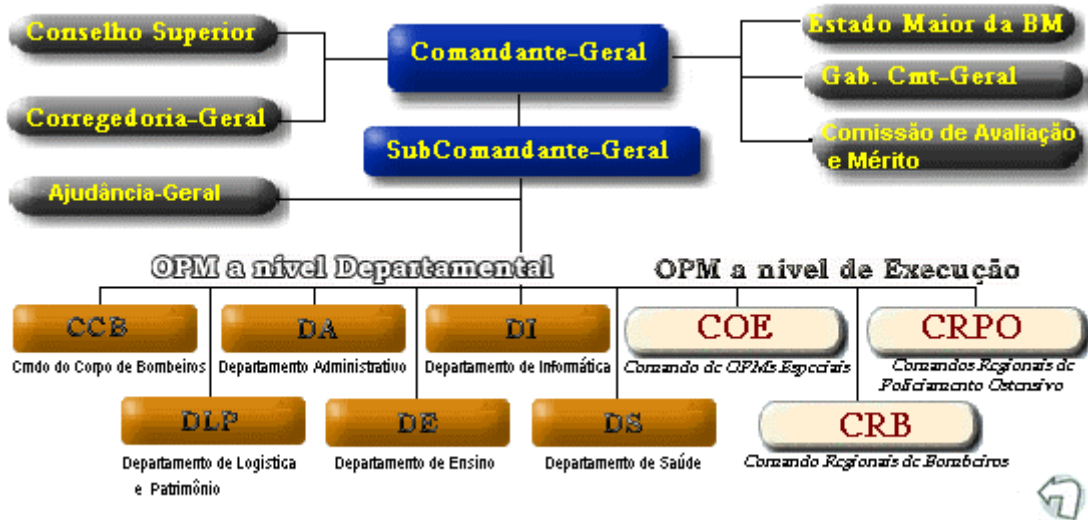 Conselho Superior
Comandante-Geral
Estado Maior da BM
Gab. Cmt-Geral
Corregedoria-Geral
SubComandante-Geral
Comissão de Avaliação
e Mérito
Ajudância-Geral
OPM a nível Departamental
OPM a nivel de Execução
CCB
Cmdo do Corpo de Bombeiros
DA
Departamento Administrativo
DI
Departamento de Informática
COE
Comando de OPMs Especiais
CRPO
Comandos Regionais de
Policiamento Ostensivo
DLP
Departamento de Logistica
e Patrimônio
DE
Departamento de Ensino
DS
Departamento de Saúde
CRB
Comando Regionais de Bombeiros